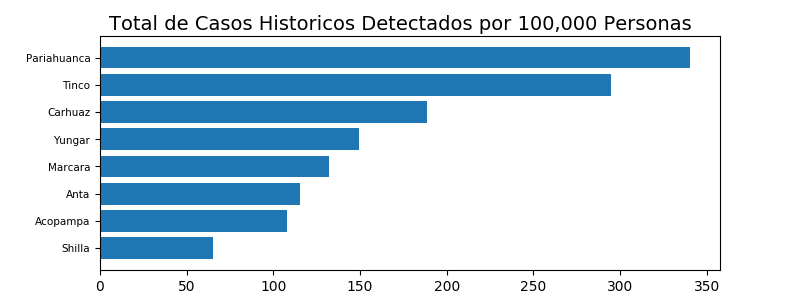 Total de Casos Historicos Detectados por 100,000 Personas
Pariahuanca
Tinco
Carhuaz
Yungar
Marcara
Anta
Acopampa
Shilla
0 50 100 150 200 250 300 350